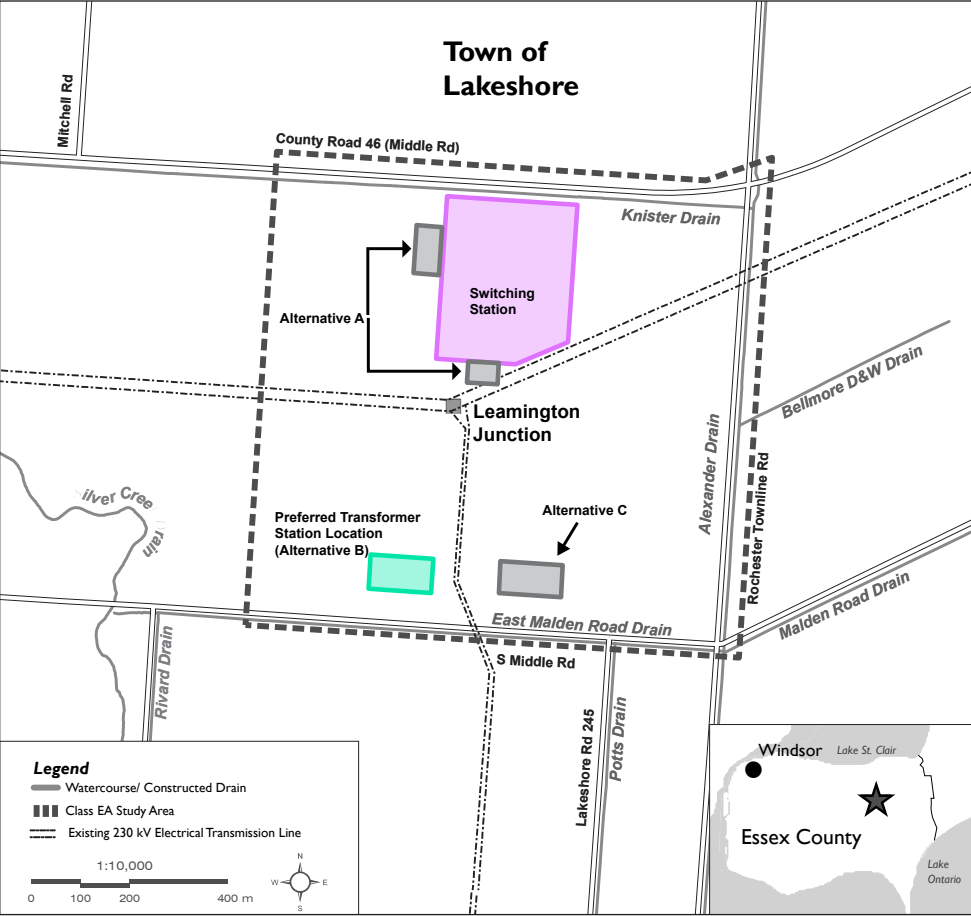 Town of
Lakeshore
Mitchell Rd
County Road 46 (Middle Rd)
Knister Drain
Switching
Station
Alternative A
Leamington
Junction
Bellmore D&W Drain
Alexander Drain
Rochester Townline Rd
ilver Cree
rain
Preferred Transformer
Station Location
(Alternative B)
Alternative C
East Malden Road Drain
Malden Road Drain
S Middle Rd
Rivard Drain
Lakeshore Rd 245
Potts Drain
Legend
Watercourse/ Constructed Drain
Class EA Study Area
Existing 230 kV Electrical Transmission Line
1:10,000
0 100 200 400 m
N
W E
S
Windsor
Lake St. Clair
Essex County
Lake
Ontario